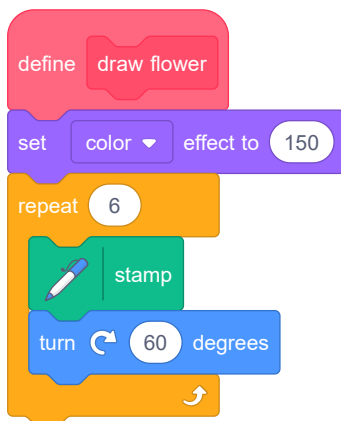 define draw flower
set color effect to 150
repeat 6
stamp
turn 60 degrees